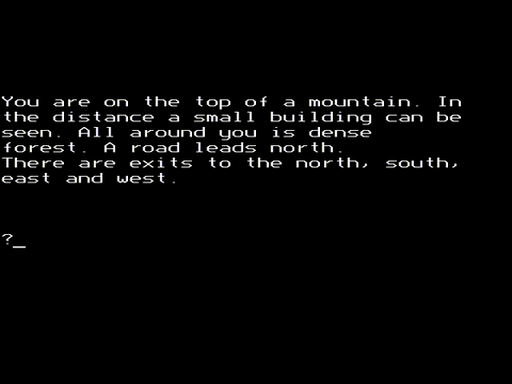 You are on the top of a mountain. In
the distance a small building can be
seen. All around you is dense
forest. A road leads north.
There are exits to the north, south,
east and west.
?_